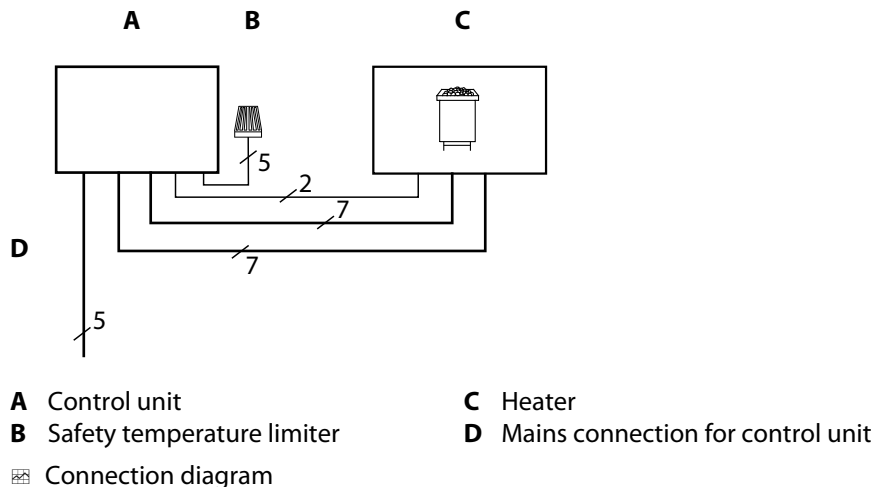 A B C
5
2
7
D
7
5
A Control unit
B Safety temperature limiter
C Heater
D Mains connection for control unit
Connection diagram